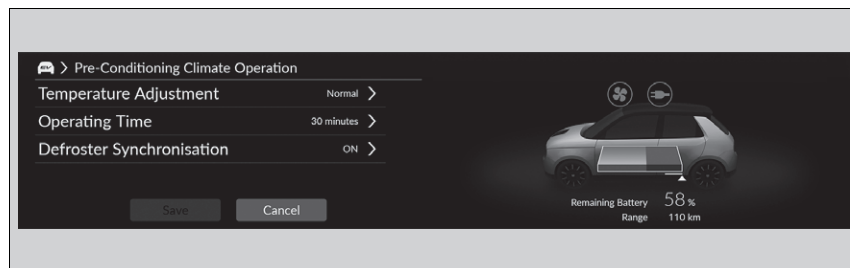 > Pre-Conditioning Climate Operation
Temperature Adjustment Normal >
Operating Time 30 minutes >
Defroster Synchronisation ON >
Save Cancel
Remaining Battery 58 %
Range 110 km